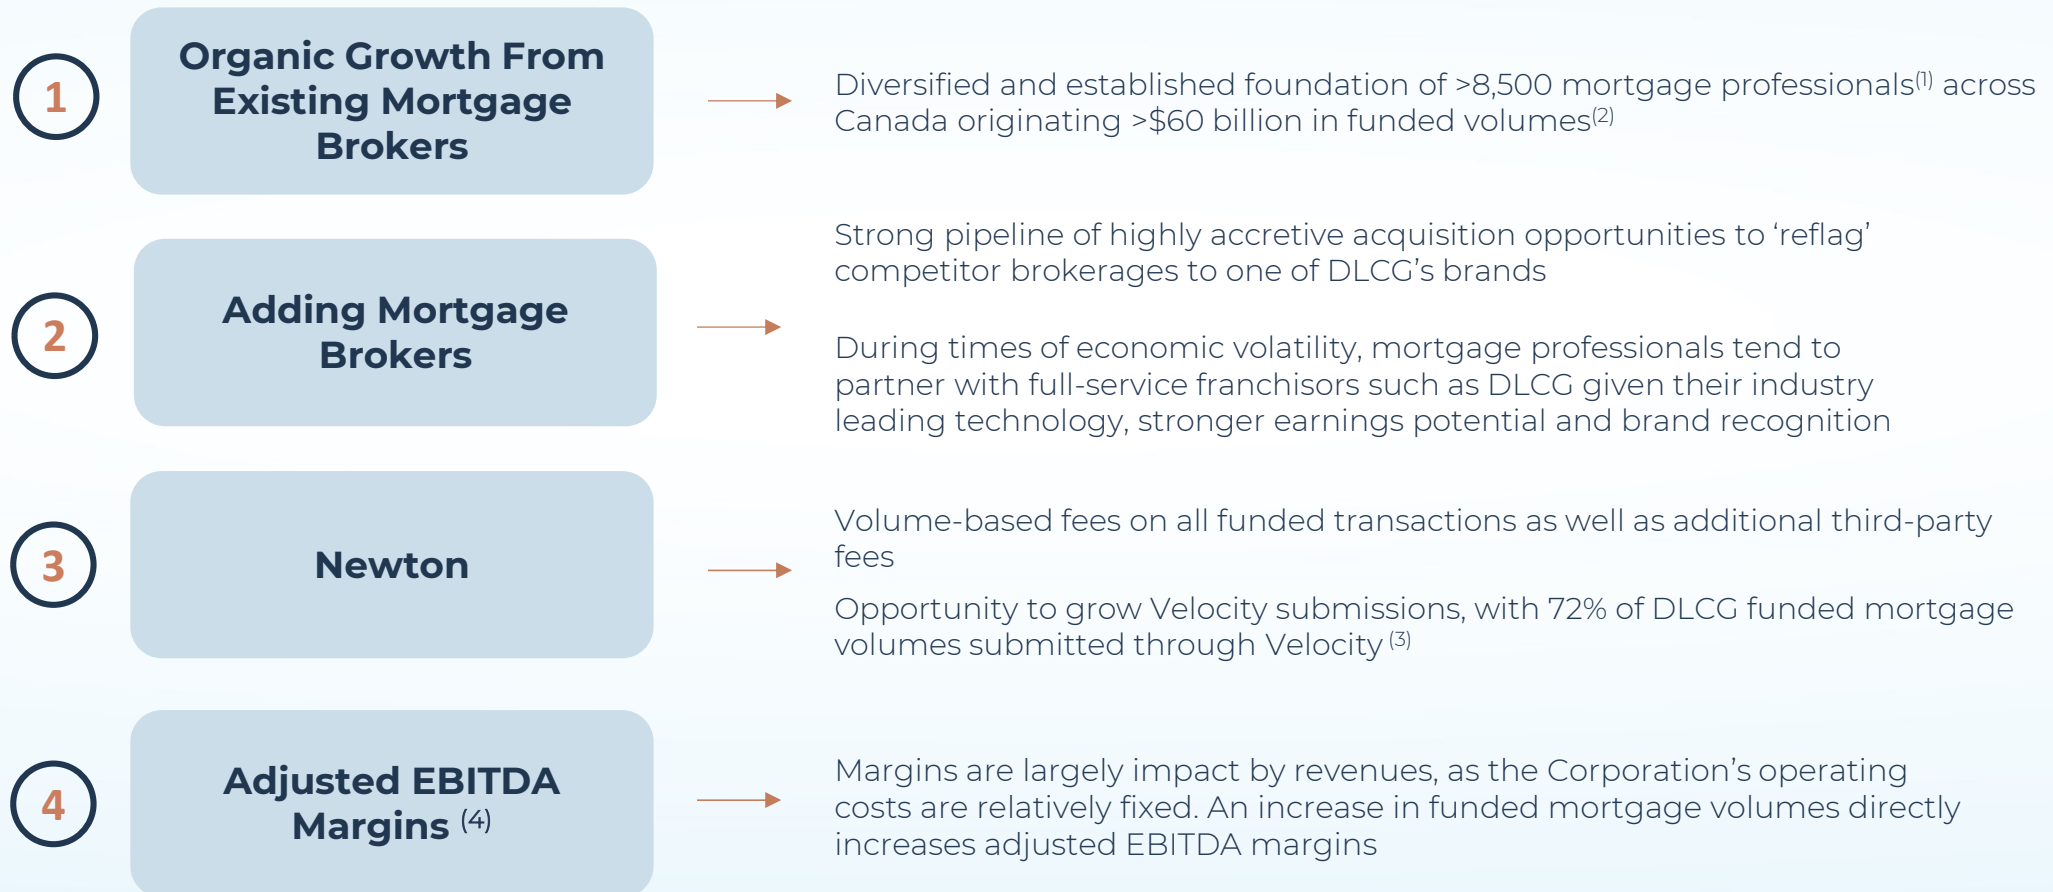 1
Organic Growth From
Existing Mortgage
Brokers
Diversified and established foundation of >8,500 mortgage professionals(1) across
Canada originating >$60 billion in funded volumes(2)
2
Adding Mortgage
Brokers
Strong pipeline of highly accretive acquisition opportunities to ‘reflag’
competitor brokerages to one of DLCG’s brands
During times of economic volatility, mortgage professionals tend to
partner with full-service franchisors such as DLCG given their industry
leading technology, stronger earnings potential and brand recognition
3
Newton
Volume-based fees on all funded transactions as well as additional third-party
fees
Opportunity to grow Velocity submissions, with 72% of DLCG funded mortgage
volumes submitted through Velocity (3)
4
Adjusted EBITDA
Margins (4)
Margins are largely impact by revenues, as the Corporation’s operating
costs are relatively fixed. An increase in funded mortgage volumes directly
increases adjusted EBITDA margins